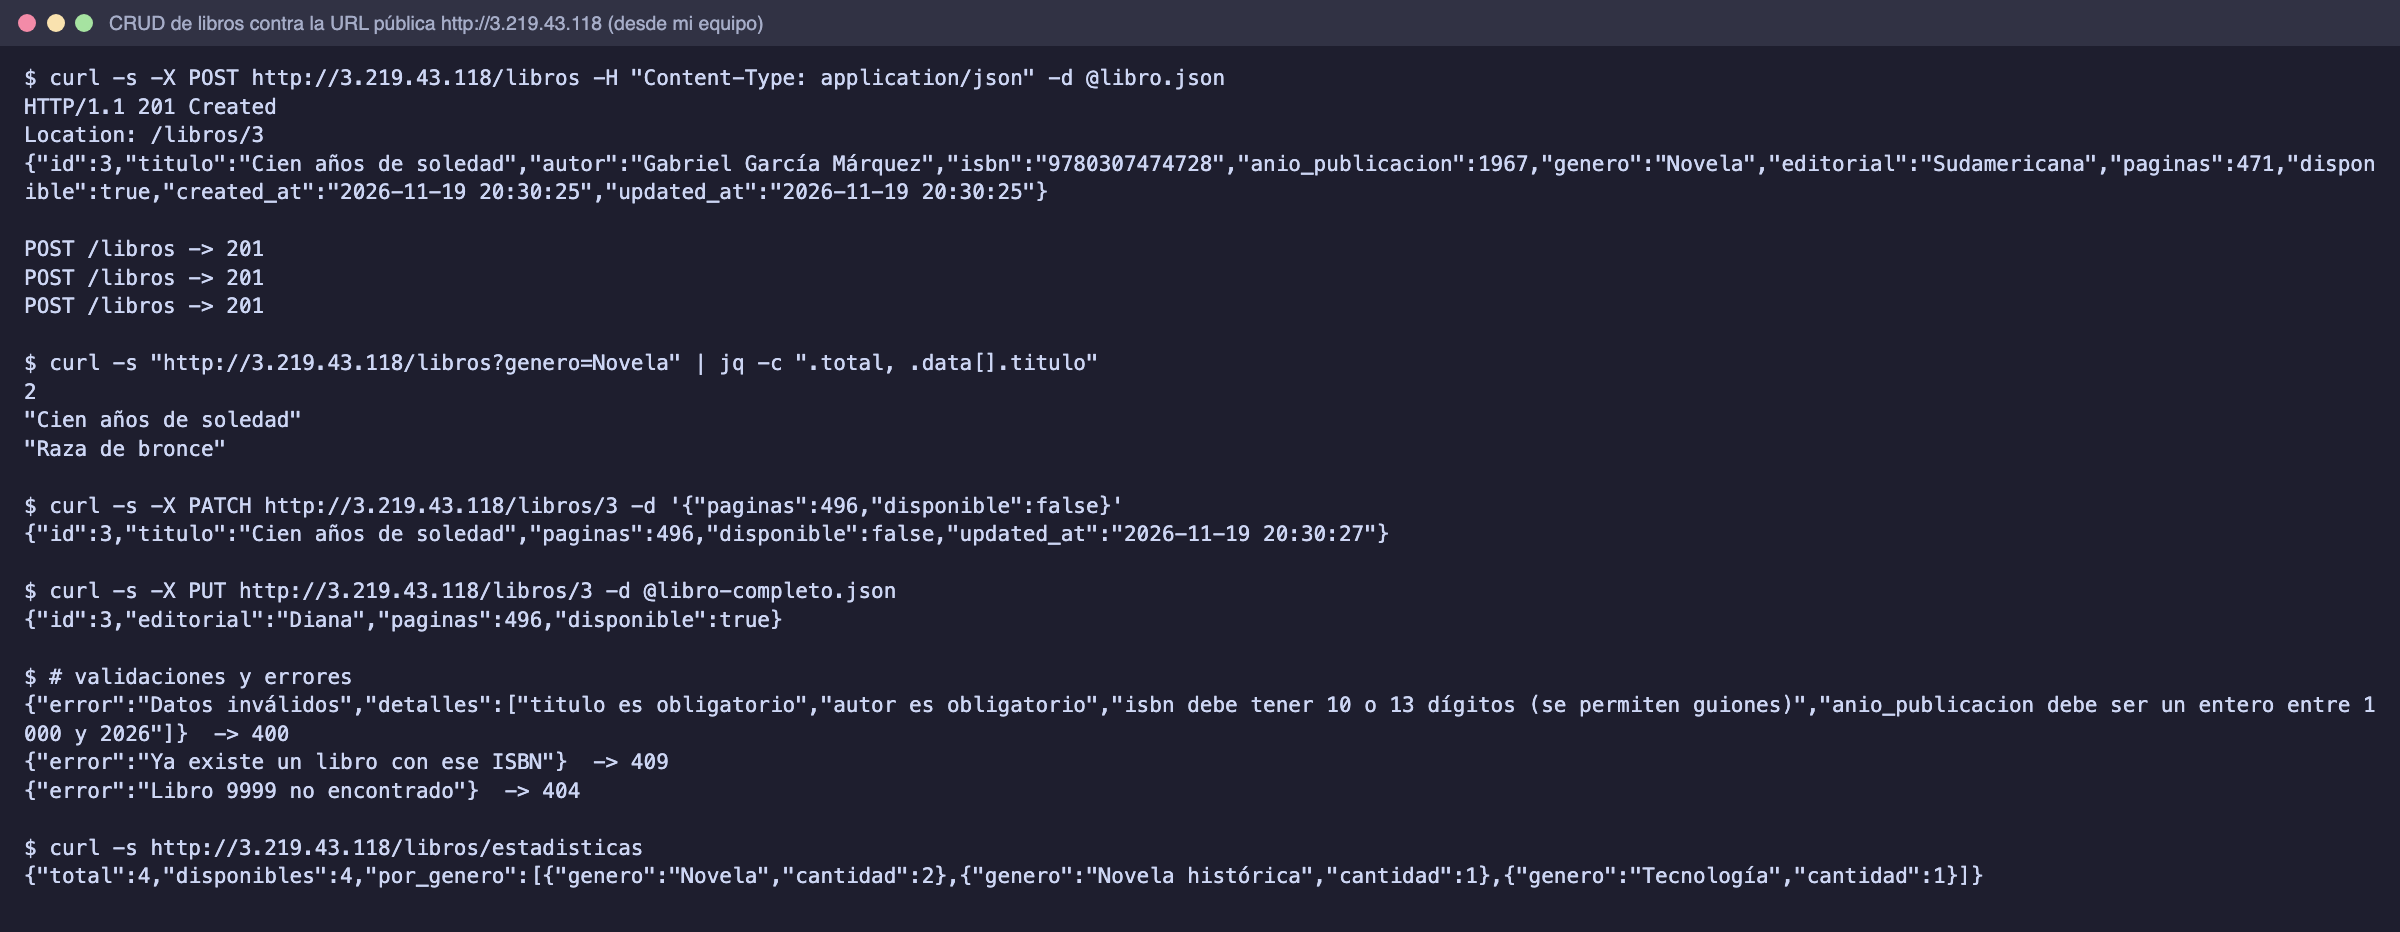 CRUD de libros contra la URL pública http://3.219.43.118 (desde mi equipo)
$ curl -s -X POST http://3.219.43.118/libros -H "Content-Type: application/json" -d @libro.json
HTTP/1.1 201 Created
Location: /libros/3
{"id":3,"titulo":"Cien años de soledad","autor":"Gabriel García Márquez","isbn":"9780307474728","anio_publicacion":1967,"genero":"Novela","editorial":"Sudamericana","paginas":471,"dispon
ible":true,"created_at":"2026-11-19 20:30:25","updated_at":"2026-11-19 20:30:25"}
POST /libros -> 201
POST /libros -> 201
POST /libros -> 201
$ curl -s "http://3.219.43.118/libros?genero=Novela" | jq -c ".total, .data[].titulo"
2
"Cien años de soledad"
"Raza de bronce"
$ curl -s -X PATCH http://3.219.43.118/libros/3 -d '{"paginas":496,"disponible":false}'
{"id":3,"titulo":"Cien años de soledad","paginas":496,"disponible":false,"updated_at":"2026-11-19 20:30:27"}
$ curl -s -X PUT http://3.219.43.118/libros/3 -d @libro-completo.json
{"id":3,"editorial":"Diana","paginas":496,"disponible":true}
$ # validaciones y errores
{"error":"Datos inválidos","detalles":["titulo es obligatorio","autor es obligatorio","isbn debe tener 10 o 13 dígitos (se permiten guiones)","anio_publicacion debe ser un entero entre 1
000 y 2026"]}  -> 400
{"error":"Ya existe un libro con ese ISBN"}  -> 409
{"error":"Libro 9999 no encontrado"}  -> 404
$ curl -s http://3.219.43.118/libros/estadisticas
{"total":4,"disponibles":4,"por_genero":[{"genero":"Novela","cantidad":2},{"genero":"Novela histórica","cantidad":1},{"genero":"Tecnología","cantidad":1}]}